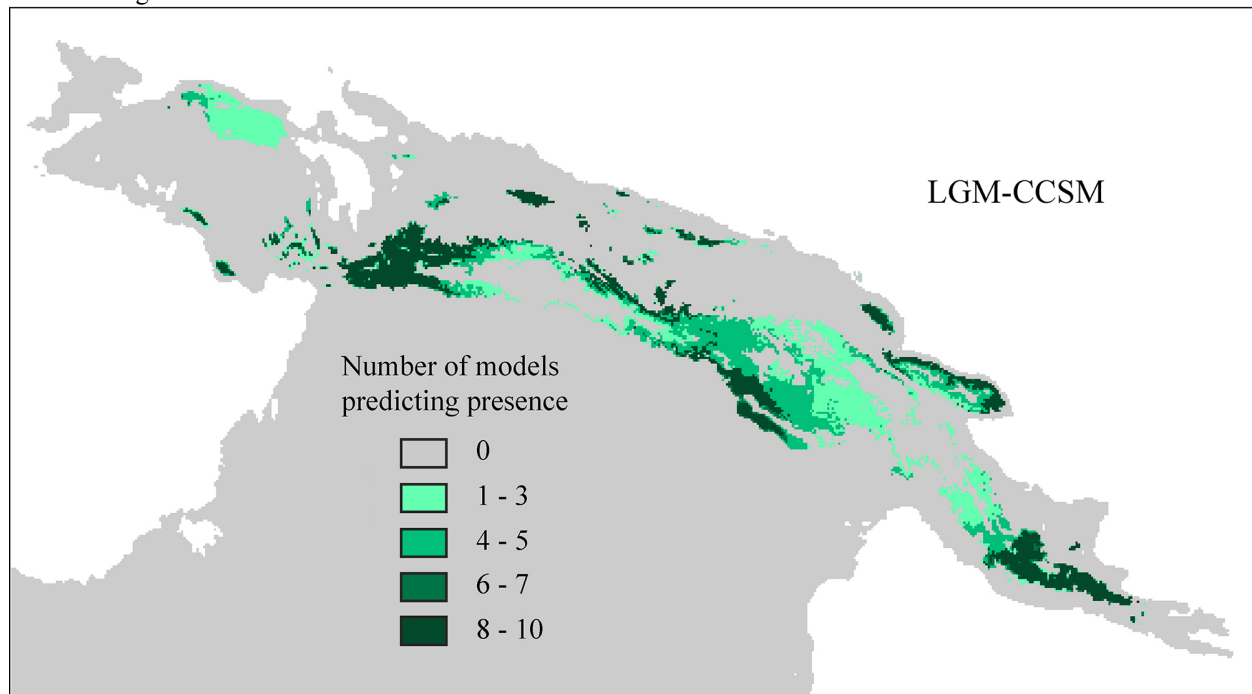 LGM-CCSM
Number of models
predicting presence
0
1 - 3
4 - 5
6 - 7
8 - 10